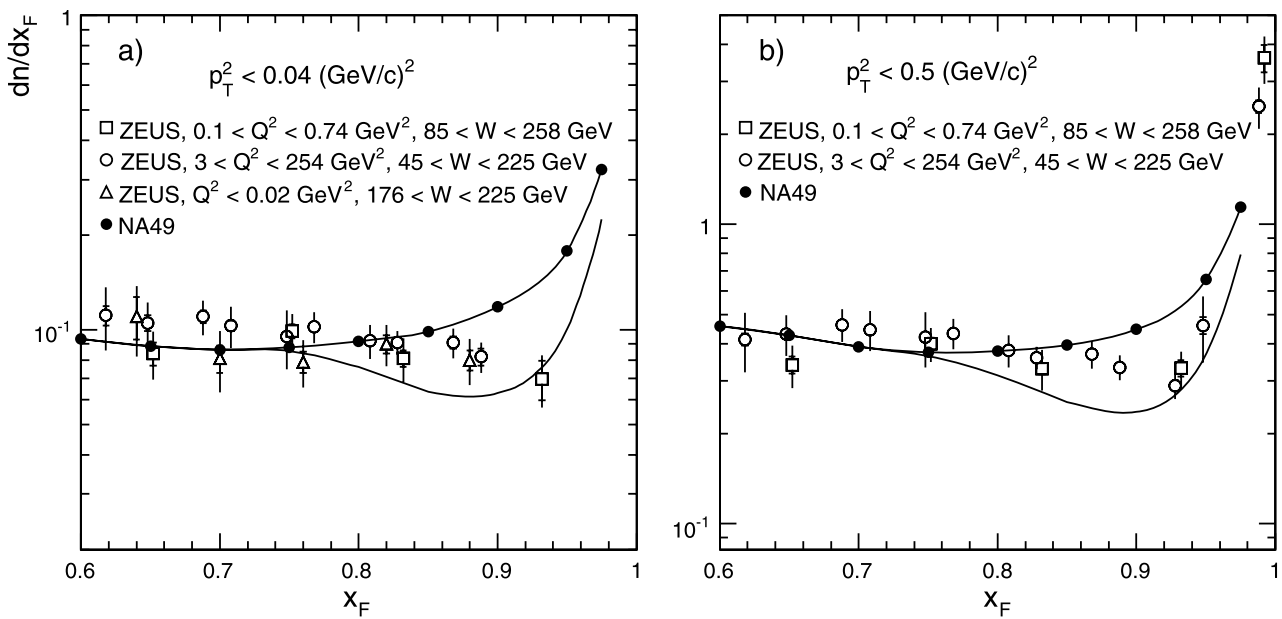 dn/dx_F
1
10^-1
a)
p_T^2 < 0.04 (GeV/c)^2
ZEUS, 0.1 < Q^2 < 0.74 GeV^2, 85 < W < 258 GeV
ZEUS, 3 < Q^2 < 254 GeV^2, 45 < W < 225 GeV
ZEUS, Q^2 < 0.02 GeV^2, 176 < W < 225 GeV
NA49
0.6 0.7 0.8 0.9 1
x_F
b)
p_T^2 < 0.5 (GeV/c)^2
ZEUS, 0.1 < Q^2 < 0.74 GeV^2, 85 < W < 258 GeV
ZEUS, 3 < Q^2 < 254 GeV^2, 45 < W < 225 GeV
NA49
1
10^-1
0.6 0.7 0.8 0.9 1
x_F